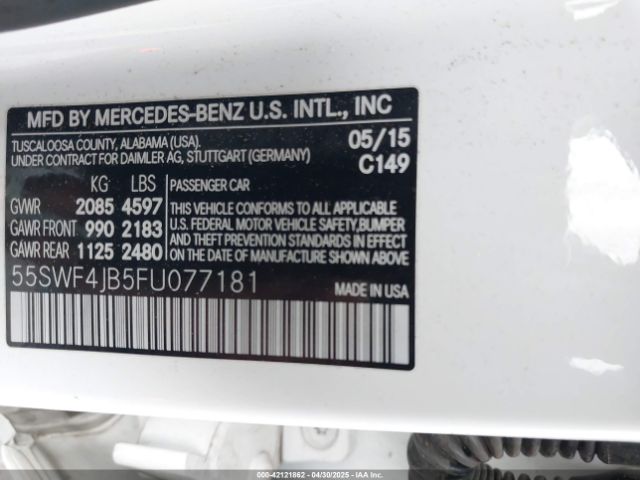 MFD BY MERCEDES-BENZ U.S. INTL., INC
TUSCALOOSA COUNTY, ALABAMA (USA). 05/15
UNDER CONTRACT FOR DAIMLER AG, STUTTGART (GERMANY) C149
KG LBS PASSENGER CAR
GVWR 2085 4597 THIS VEHICLE CONFORMS TO ALL APPLICABLE
GAWR FRONT 990 2183 U.S. FEDERAL MOTOR VEHICLE SAFETY,BUMPER
GAWR REAR 1125 2480 AND THEFT PREVENTION STANDARDS IN EFFECT
ON THE DATE OF MANUFACTURE SHOWN ABOVE.
55SWF4JB5FU077181 MADE IN USA
000-42121862 - 04/30/2025 - IAAI.COM